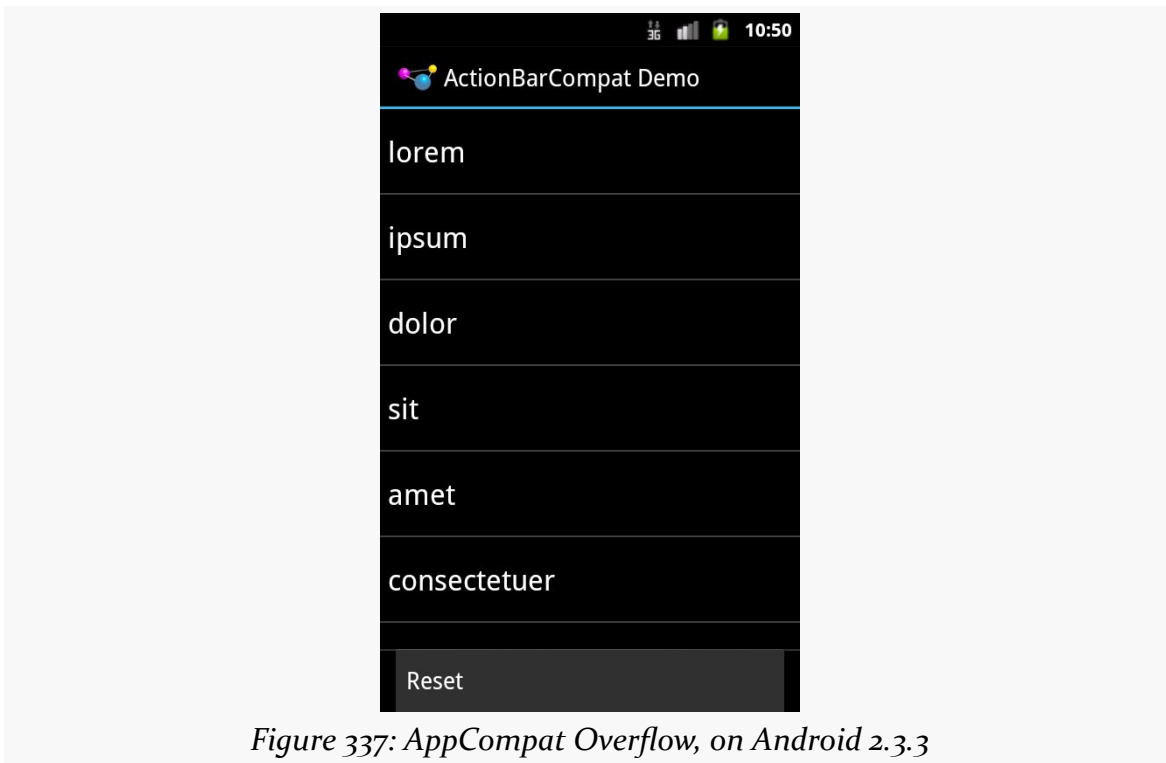 3G 10:50
ActionBarCompat Demo
lorem
ipsum
dolor
sit
amet
consectetuer
Reset
Figure 337: AppCompat Overflow, on Android 2.3.3